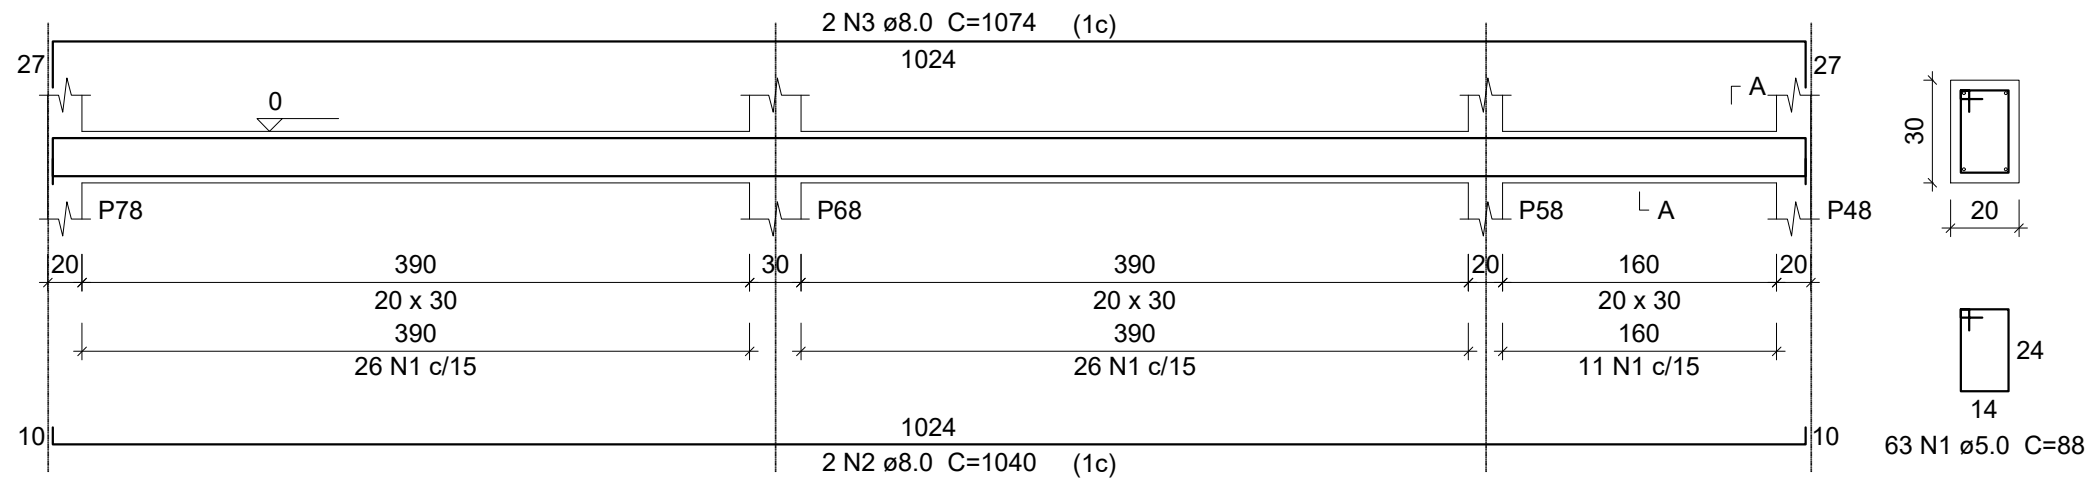 2 N3 ø8.0 C=1074 (1c)
1024
27 27
0
A
30
P78 P68 P58 A P48
20
20 390 30 390 20 160 20
20 x 30 20 x 30 20 x 30
390 390 160
26 N1 c/15 26 N1 c/15 11 N1 c/15
24
14
10 1024 10
2 N2 ø8.0 C=1040 (1c)
63 N1 ø5.0 C=88